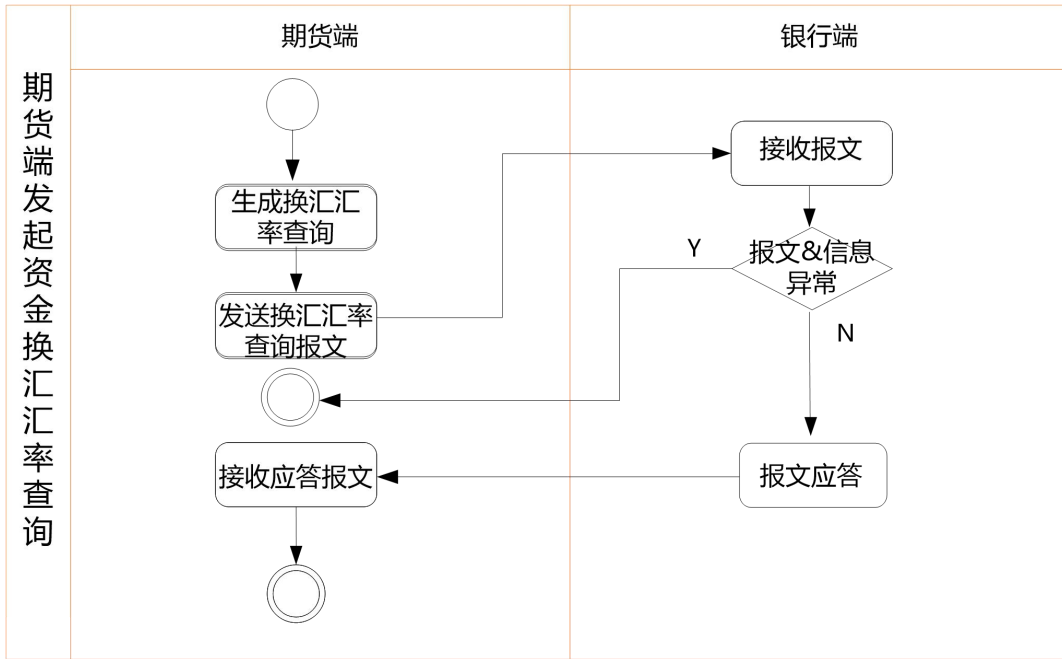 期货端
银行端
期货端发起资金换汇汇率查询
接收报文
生成换汇汇
率查询
Y
报文&信息
异常
发送换汇汇率
查询报文
N
接收应答报文
报文应答